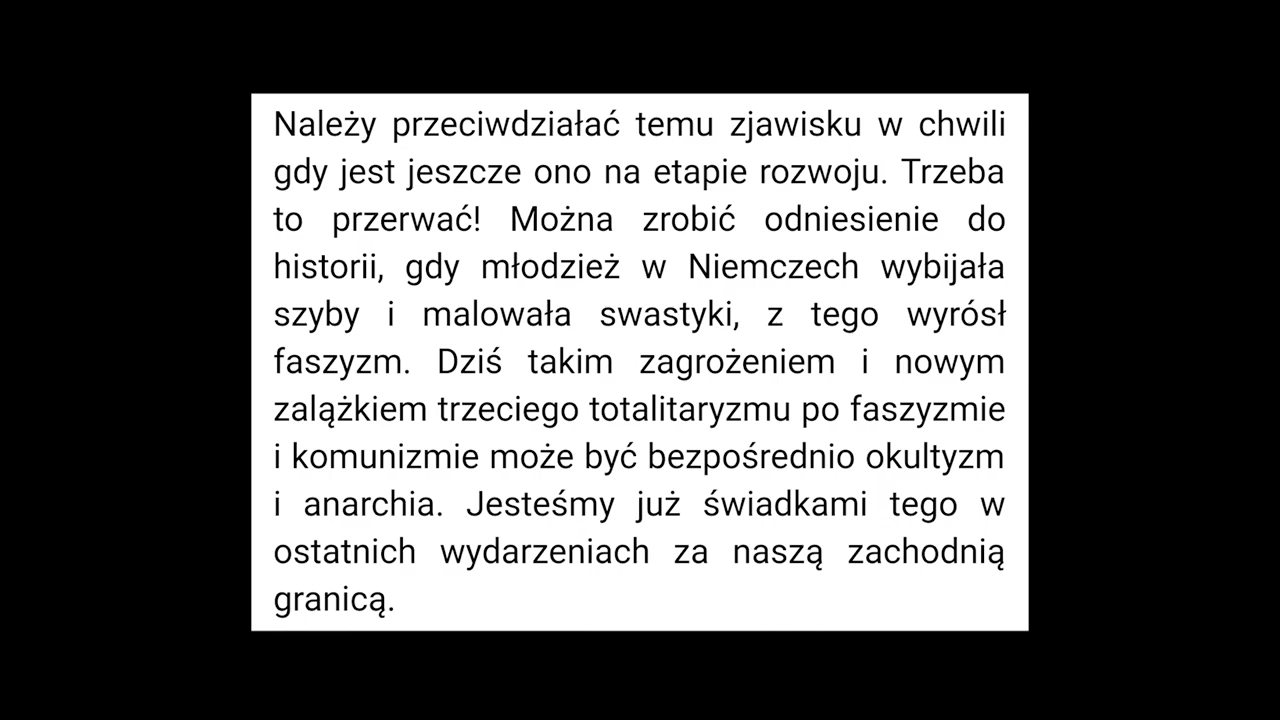 Należy przeciwdziałać temu zjawisku w chwili
gdy jest jeszcze ono na etapie rozwoju. Trzeba
to przerwać! Można zrobić odniesienie do
historii, gdy młodzież w Niemczech wybijała
szyby i malowała swastyki, z tego wyrósł
faszyzm. Dziś takim zagrożeniem i nowym
zalążkiem trzeciego totalitaryzmu po faszyzmie
i komunizmie może być bezpośrednio okultyzm
i anarchia. Jesteśmy już świadkami tego w
ostatnich wydarzeniach za naszą zachodnią
granicą.